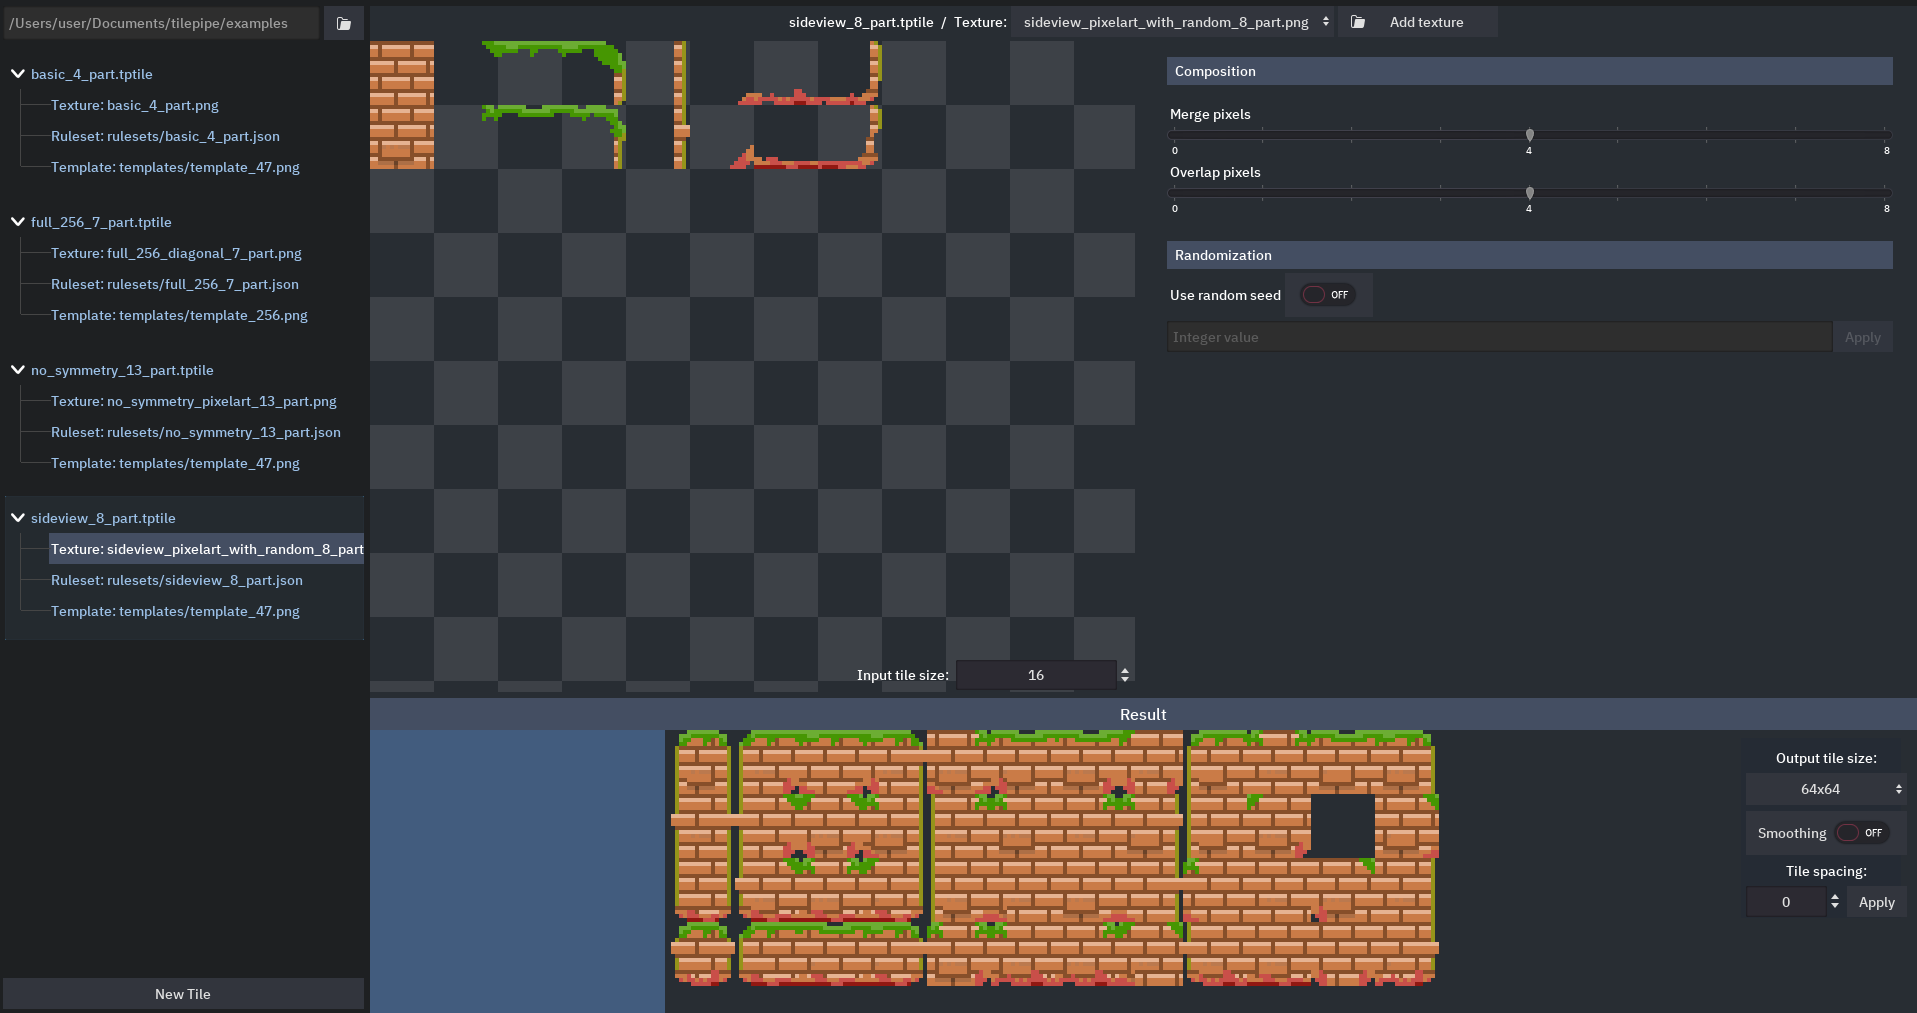 /Users/user/Documents/tilepipe/examples
basic_4_part.tptile
Texture: basic_4_part.png
Ruleset: rulesets/basic_4_part.json
Template: templates/template_47.png
full_256_7_part.tptile
Texture: full_256_diagonal_7_part.png
Ruleset: rulesets/full_256_7_part.json
Template: templates/template_256.png
no_symmetry_13_part.tptile
Texture: no_symmetry_pixelart_13_part.png
Ruleset: rulesets/no_symmetry_13_part.json
Template: templates/template_47.png
sideview_8_part.tptile
Texture: sideview_pixelart_with_random_8_part
Ruleset: rulesets/sideview_8_part.json
Template: templates/template_47.png
New Tile
sideview_8_part.tptile / Texture: sideview_pixelart_with_random_8_part.png Add texture
Input tile size: 16
Composition
Merge pixels
0 4 8
Overlap pixels
0 4 8
Randomization
Use random seed OFF
Integer value Apply
Result
Output tile size:
64x64
Smoothing OFF
Tile spacing:
0 Apply